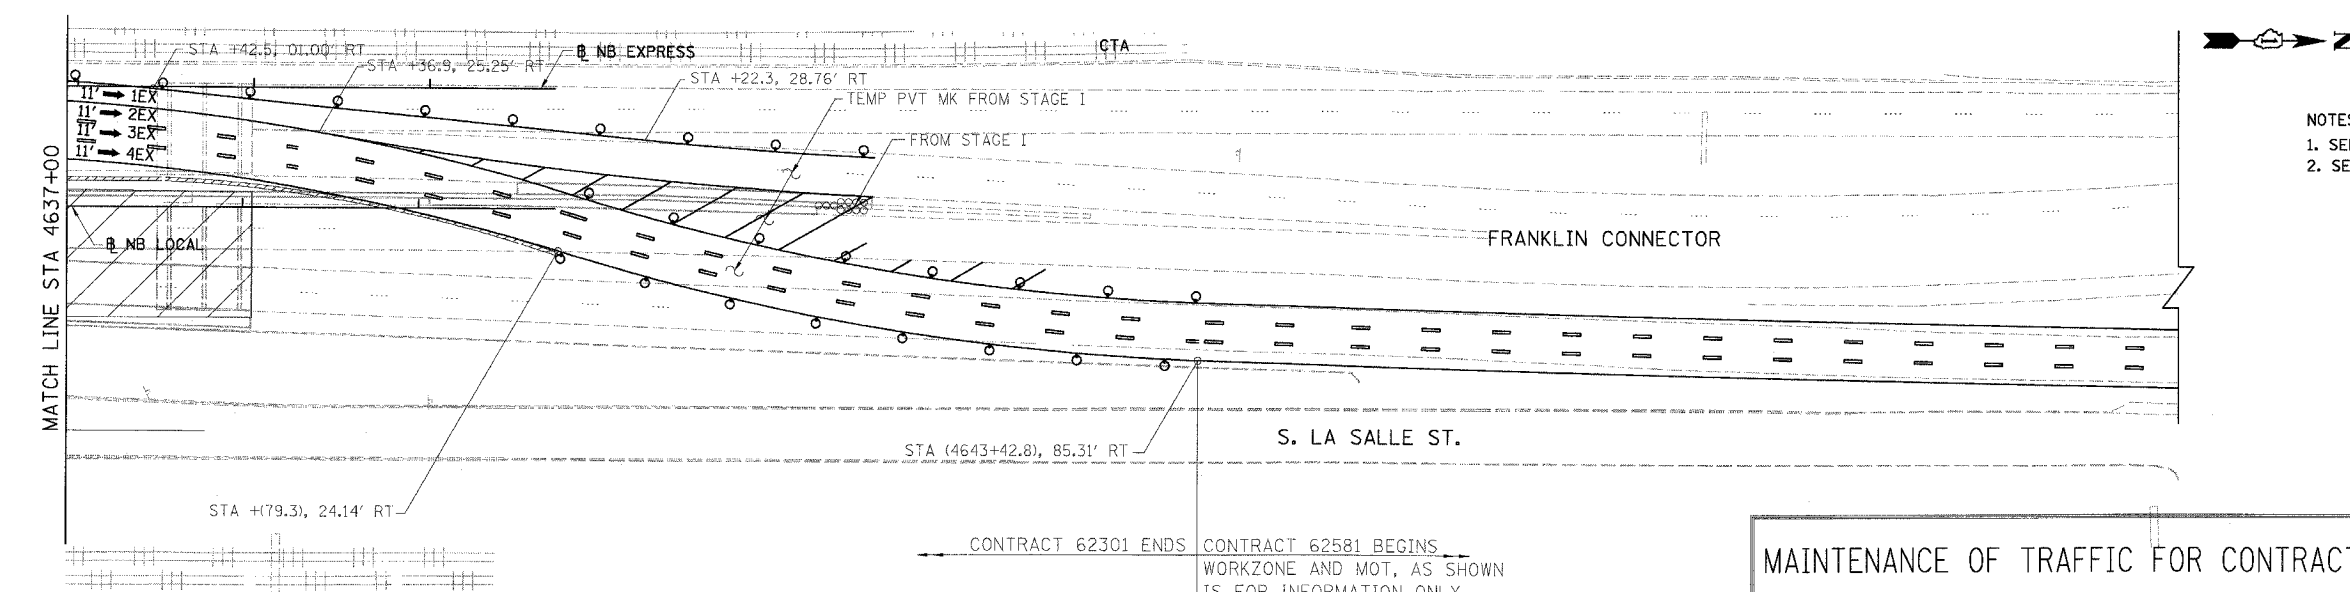 STA +42.5, 01.00' RT
℄ NB EXPRESS
CTA
STA +36.9, 25.25' RT
STA +22.3, 28.76' RT
TEMP PVT MK FROM STAGE I
FROM STAGE I
11' 1EX
11' 2EX
11' 3EX
11' 4EX
MATCH LINE STA 4637+00
℄ NB LOCAL
FRANKLIN CONNECTOR
NOTES
1. SE
2. SE
S. LA SALLE ST.
STA (4643+42.8), 85.31' RT
STA +(79.3), 24.14' RT
CONTRACT 62301 ENDS
CONTRACT 62581 BEGINS
WORKZONE AND MOT, AS SHOWN
IS FOR INFORMATION ONLY
MAINTENANCE OF TRAFFIC FOR CONTRACT